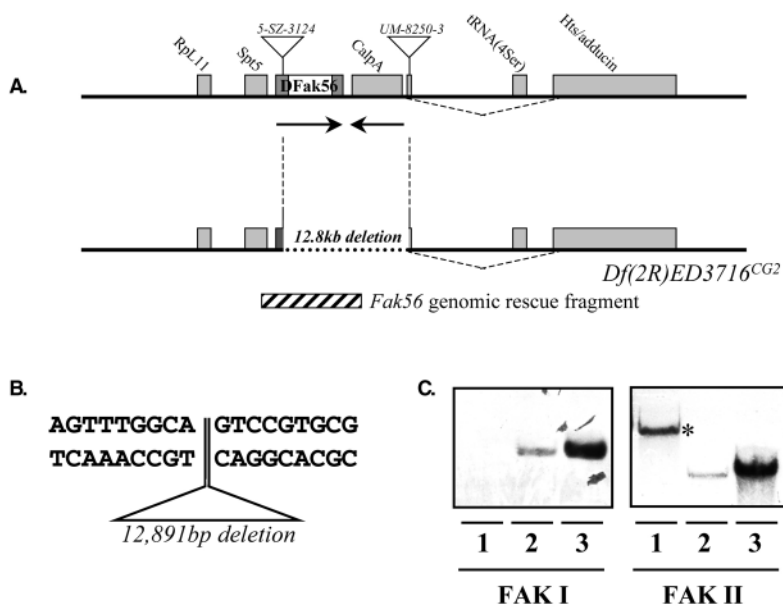 A.
RpL11
Spt5
5-SZ-3124
DFak56
CalpA
UM-8250-3
tRNA(4Ser)
Hts/adducin
12.8kb deletion
Df(2R)ED3716CG2
Fak56 genomic rescue fragment
B.
AGTTTGGCA GTCCGTGCG
TCAAACCGT CAGGCACGC
12,891bp deletion
C.
*
1 2 3 1 2 3
FAK I FAK II